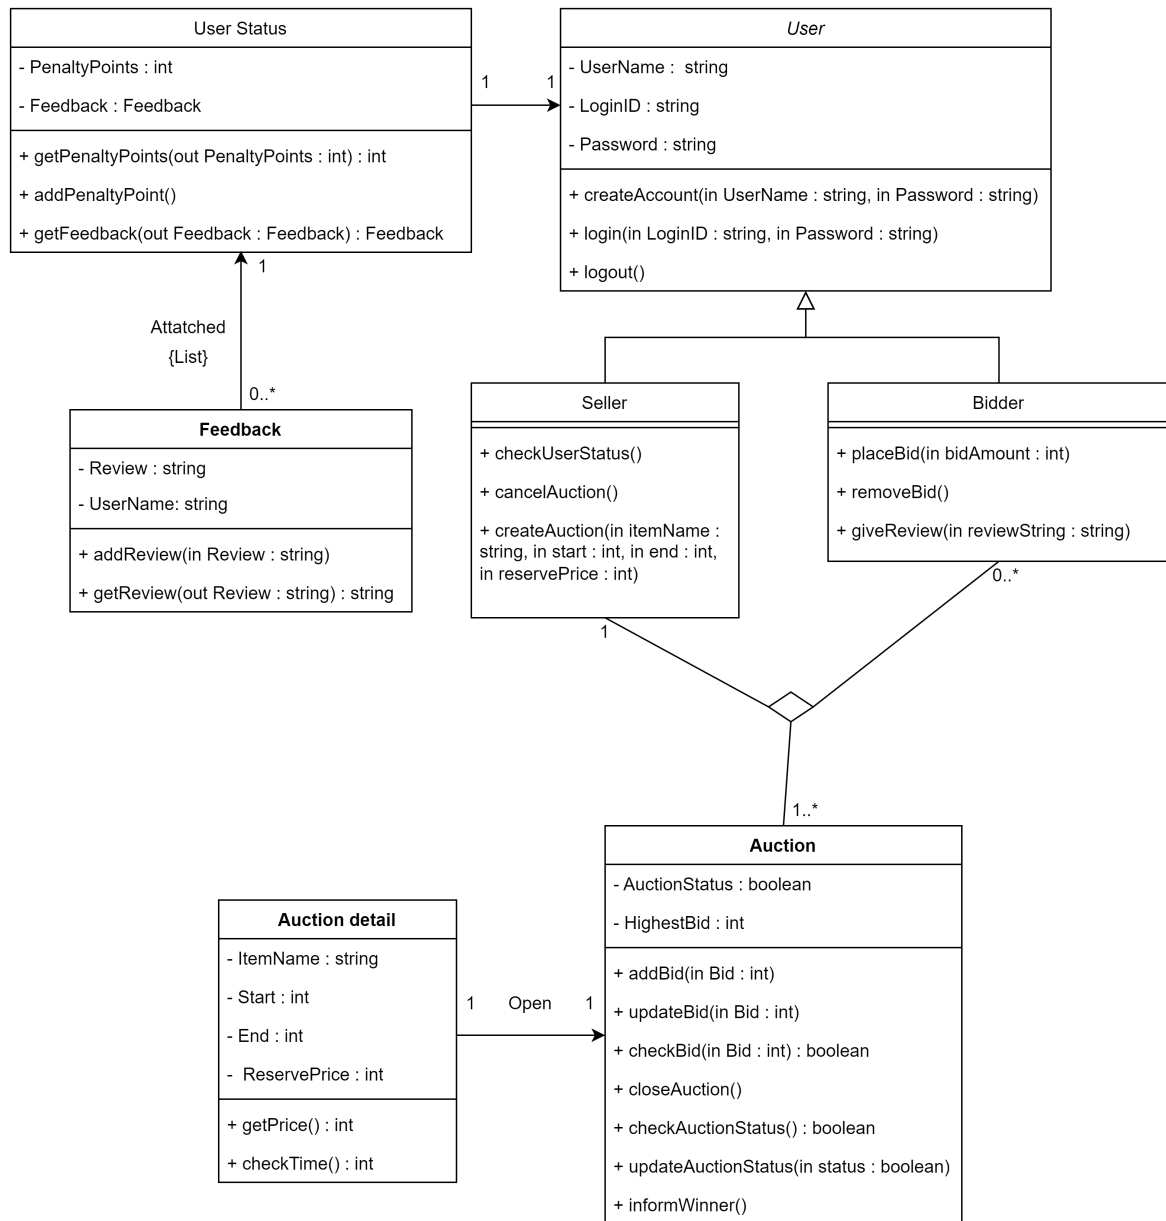 User Status
- PenaltyPoints : int
- Feedback : Feedback
+ getPenaltyPoints(out PenaltyPoints : int) : int
+ addPenaltyPoint()
+ getFeedback(out Feedback : Feedback) : Feedback
1
1
User
- UserName :  string
- LoginID : string
- Password : string
+ createAccount(in UserName : string, in Password : string)
+ login(in LoginID : string, in Password : string)
+ logout()
1
Attatched
{List}
0..*
Feedback
- Review : string
- UserName: string
+ addReview(in Review : string)
+ getReview(out Review : string) : string
Seller
+ checkUserStatus()
+ cancelAuction()
+ createAuction(in itemName :
string, in start : int, in end : int,
in reservePrice : int)
1
Bidder
+ placeBid(in bidAmount : int)
+ removeBid()
+ giveReview(in reviewString : string)
0..*
1..*
Auction
- AuctionStatus : boolean
- HighestBid : int
+ addBid(in Bid : int)
+ updateBid(in Bid : int)
+ checkBid(in Bid : int) : boolean
+ closeAuction()
+ checkAuctionStatus() : boolean
+ updateAuctionStatus(in status : boolean)
+ informWinner()
Auction detail
- ItemName : string
- Start : int
- End : int
-  ReservePrice : int
+ getPrice() : int
+ checkTime() : int
1 Open 1